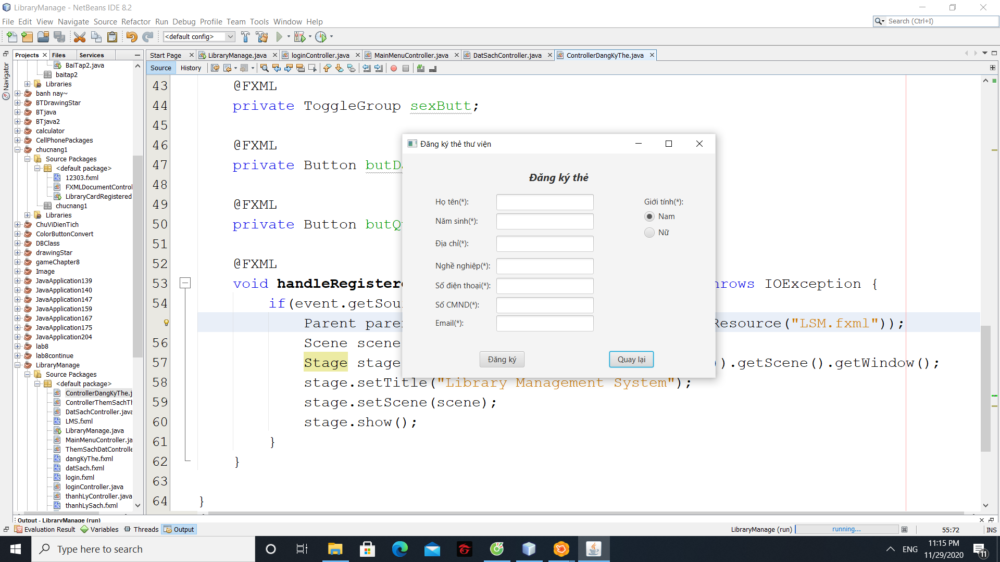 LibraryManage - NetBeans IDE 8.2
File Edit View Navigate Source Refactor Run Debug Profile Team Tools Window Help
Search (Ctrl+I)
<default config>
Projects Files Services
Start Page LibraryManage.java loginController.java MainMenuController.java DatSachController.java ControllerDangKyThe.java
Source History
Navigator
BaiTap2.java
baitap2
Libraries
banh nay~
BTDrawingStar
BTjava
BTjava2
calculator
CellPhonePackages
chucnang1
Source Packages
<default package>
12303.fxml
FXMLDocumentControl
LibraryCardRegistered
chucnang1
Libraries
ChuViDienTich
ColorButtonConvert
DBClass
drawingStar
gameChapter8
Image
JavaApplication139
JavaApplication140
JavaApplication147
JavaApplication159
JavaApplication167
JavaApplication175
JavaApplication204
lab8
lab8continue
LibraryManage
Source Packages
<default package>
ControllerDangKyThe.j
ControllerThemSachTh
DatSachController.java
LMS.fxml
LibraryManage.java
MainMenuController.ja
ThemSachDatControlle
dangKyThe.fxml
datSach.fxml
login.fxml
loginController.java
thanhLyController.java
thanhLySach.fxml
43 @FXML
44 private ToggleGroup sexButt;
45
46 @FXML
47 private Button butD
48
49 @FXML
50 private Button butQ
51
52 @FXML
53 void handleRegister hrows IOException {
54 if(event.getSou
Parent pare Resource("LSM.fxml"));
56 Scene scene
57 Stage stage )).getScene().getWindow();
58 stage.setTitle("Library Management System");
59 stage.setScene(scene);
60 stage.show();
61 }
62 }
63
64 }
Đăng ký thẻ thư viện
Đăng ký thẻ
Họ tên(*):
Giới tính(*):
Nam
Năm sinh(*):
Nữ
Địa chỉ(*):
Nghề nghiệp(*):
Số điện thoại(*):
Số CMND(*):
Email(*):
Đăng ký
Quay lại
Output - LibraryManage (run)
Evaluation Result Variables Threads Output
LibraryManage (run) running... 55:72 INS
Type here to search
ENG
11:15 PM
11/29/2020
11